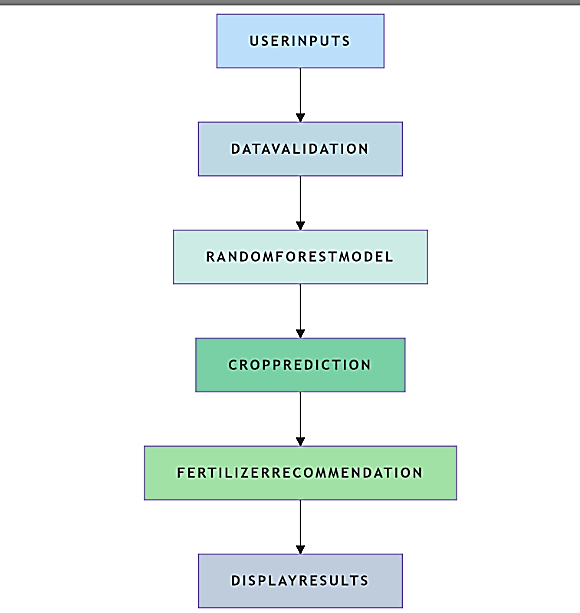 USERINPUTS
DATAVALIDATION
RANDOMFORESTMODEL
CROPPREDICTION
FERTILIZERRECOMMENDATION
DISPLAYRESULTS